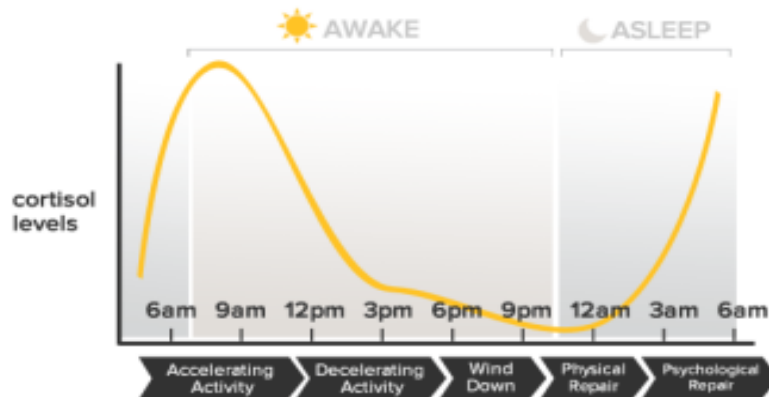 AWAKE
ASLEEP
cortisol
levels
6am 9am 12pm 3pm 6pm 9pm 12am 3am 6am
Accelerating
Activity
Decelerating
Activity
Wind
Down
Physical
Repair
Psychological
Repair